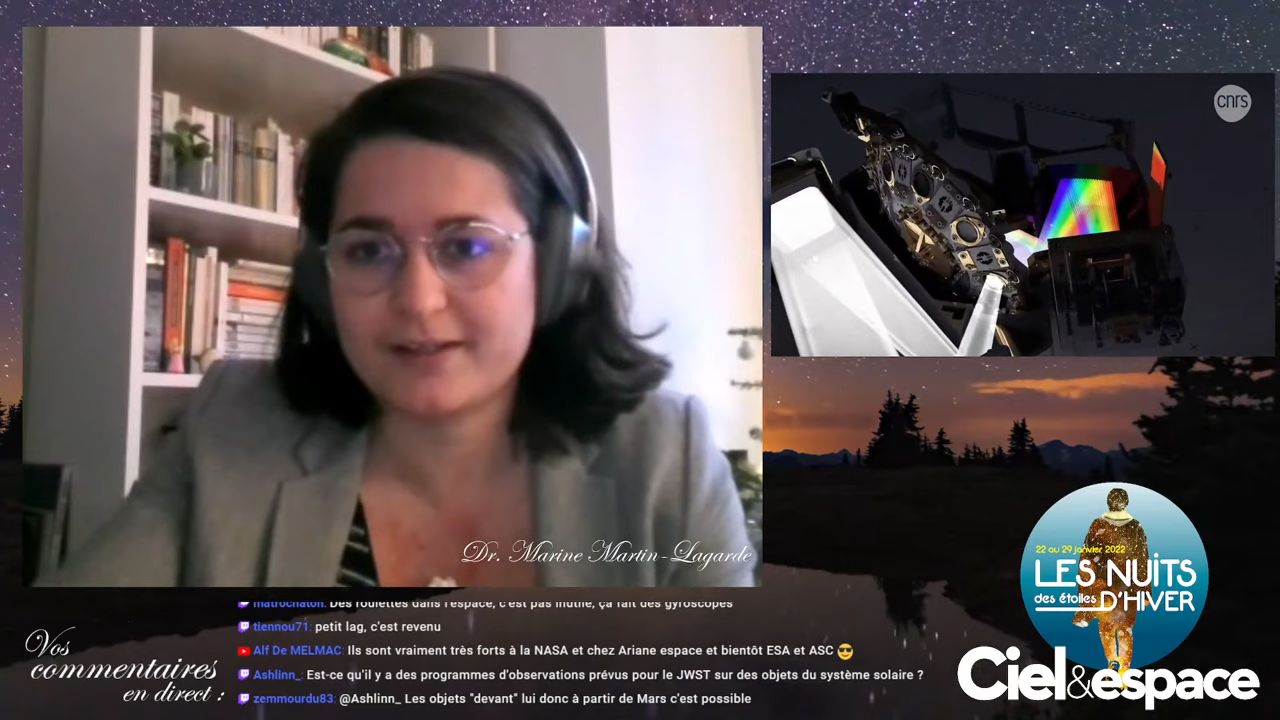 cnrs
Dr. Marine Martin-Lagarde
22 au 29 janvier 2022
LES NUITS
des étoiles D'HIVER
Ciel&espace
Vos
commentaires
en direct :
matrochaton: Des roulettes dans l'espace, c'est pas inutile, ça fait des gyroscopes
tiennou71: petit lag, c'est revenu
Alf De MELMAC: Ils sont vraiment très forts à la NASA et chez Ariane espace et bientôt ESA et ASC 😎
Ashlinn_: Est-ce qu'il y a des programmes d'observations prévus pour le JWST sur des objets du système solaire ?
zemmourdu83: @Ashlinn_ Les objets "devant" lui donc à partir de Mars c'est possible